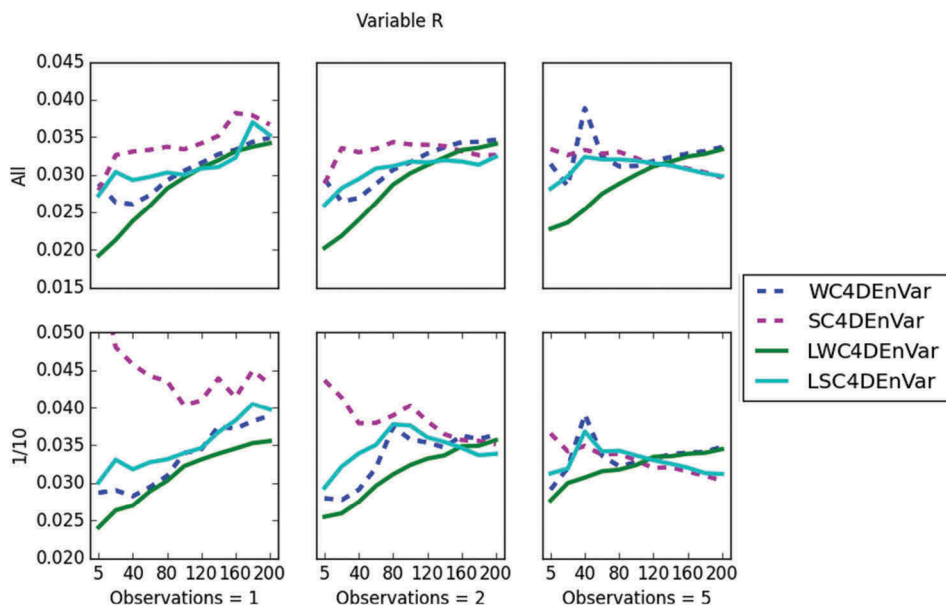 Variable R
0.045
0.040
0.035
0.030
0.025
0.020
0.015
All
0.050
0.045
0.040
0.035
0.030
0.025
0.020
1/10
5 40 80 120 160 200
5 40 80 120 160 200
5 40 80 120 160 200
Observations = 1
Observations = 2
Observations = 5
WC4DEnVar
SC4DEnVar
LWC4DEnVar
LSC4DEnVar